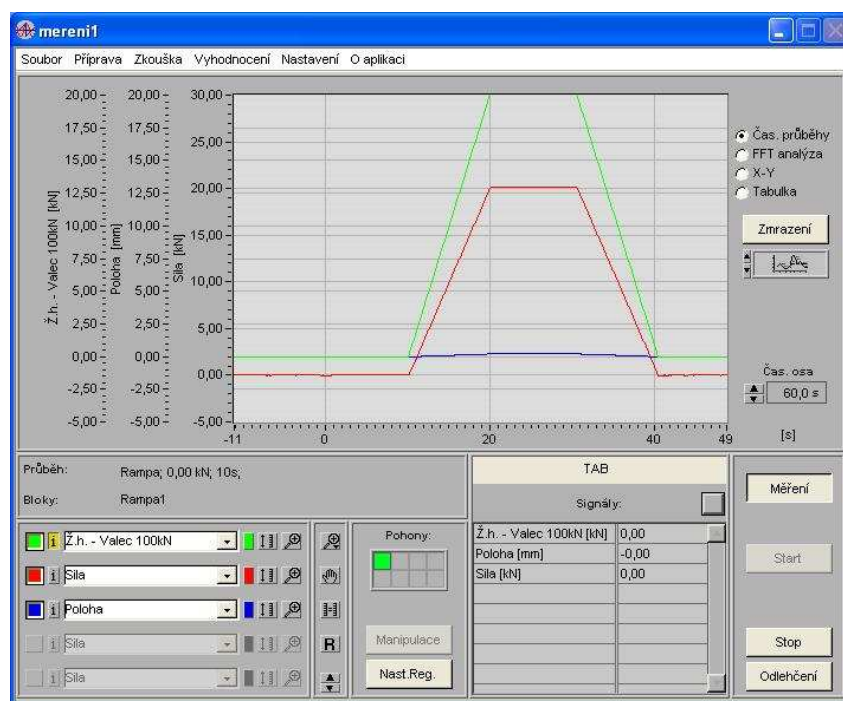 mereni1
Soubor Příprava Zkouška Vyhodnocení Nastavení O aplikaci
20,00 20,00 30,00
17,50 17,50 25,00
15,00 15,00
12,50 12,50 20,00
10,00 10,00 15,00
7,50 7,50
5,00 5,00 10,00
2,50 2,50 5,00
0,00 0,00 0,00
-2,50 -2,50
-5,00 -5,00 -5,00
Ž.h. - Valec 100kN [kN]
Poloha [mm]
Sila [kN]
-11 0 20 40 49 [s]
Čas. průběhy
FFT analýza
X-Y
Tabulka
Zmrazení
Čas. osa
60,0 s
Průběh: Rampa; 0,00 kN; 10s;
Bloky: Rampa1
TAB
Signály:
Ž.h. - Valec 100kN [kN] 0,00
Poloha [mm] -0,00
Sila [kN] 0,00
Měření
Start
Stop
Odlehčení
i Ž.h. - Valec 100kN
i Sila
i Poloha
i Sila
i Sila
R
Pohony:
Manipulace
Nast.Reg.